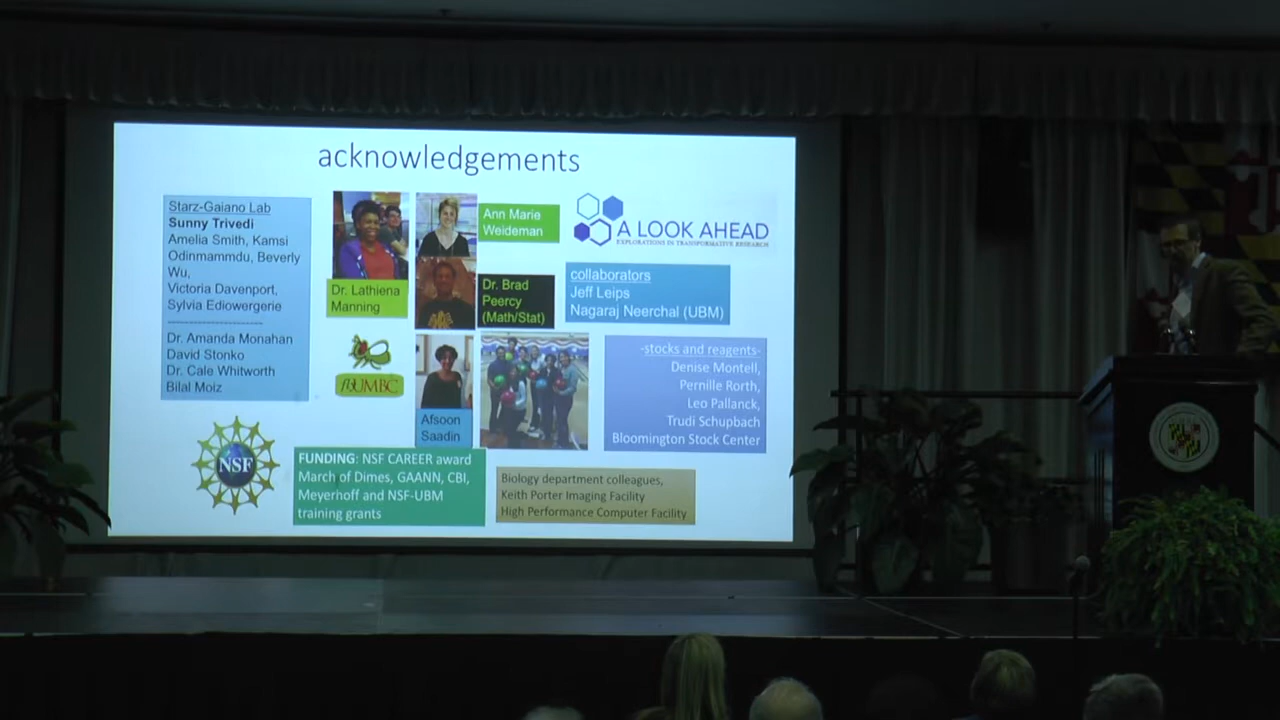 acknowledgements
Starz-Gaiano Lab
Sunny Trivedi
Amelia Smith, Kamsi
Odinmammdu, Beverly
Wu,
Victoria Davenport,
Sylvia Ediowergerie
--------------------
Dr. Amanda Monahan
David Stonko
Dr. Cale Whitworth
Bilal Moiz
Dr. Lathiena
Manning
Ann Marie
Weideman
Dr. Brad
Peercy
(Math/Stat)
A LOOK AHEAD
EXPLORATIONS IN TRANSFORMATIVE RESEARCH
collaborators
Jeff Leips
Nagaraj Neerchal (UBM)
UMBC
Afsoon
Saadin
-stocks and reagents-
Denise Montell,
Pernille Rorth,
Leo Pallanck,
Trudi Schupbach
Bloomington Stock Center
NSF
FUNDING: NSF CAREER award
March of Dimes, GAANN, CBI,
Meyerhoff and NSF-UBM
training grants
Biology department colleagues,
Keith Porter Imaging Facility
High Performance Computer Facility